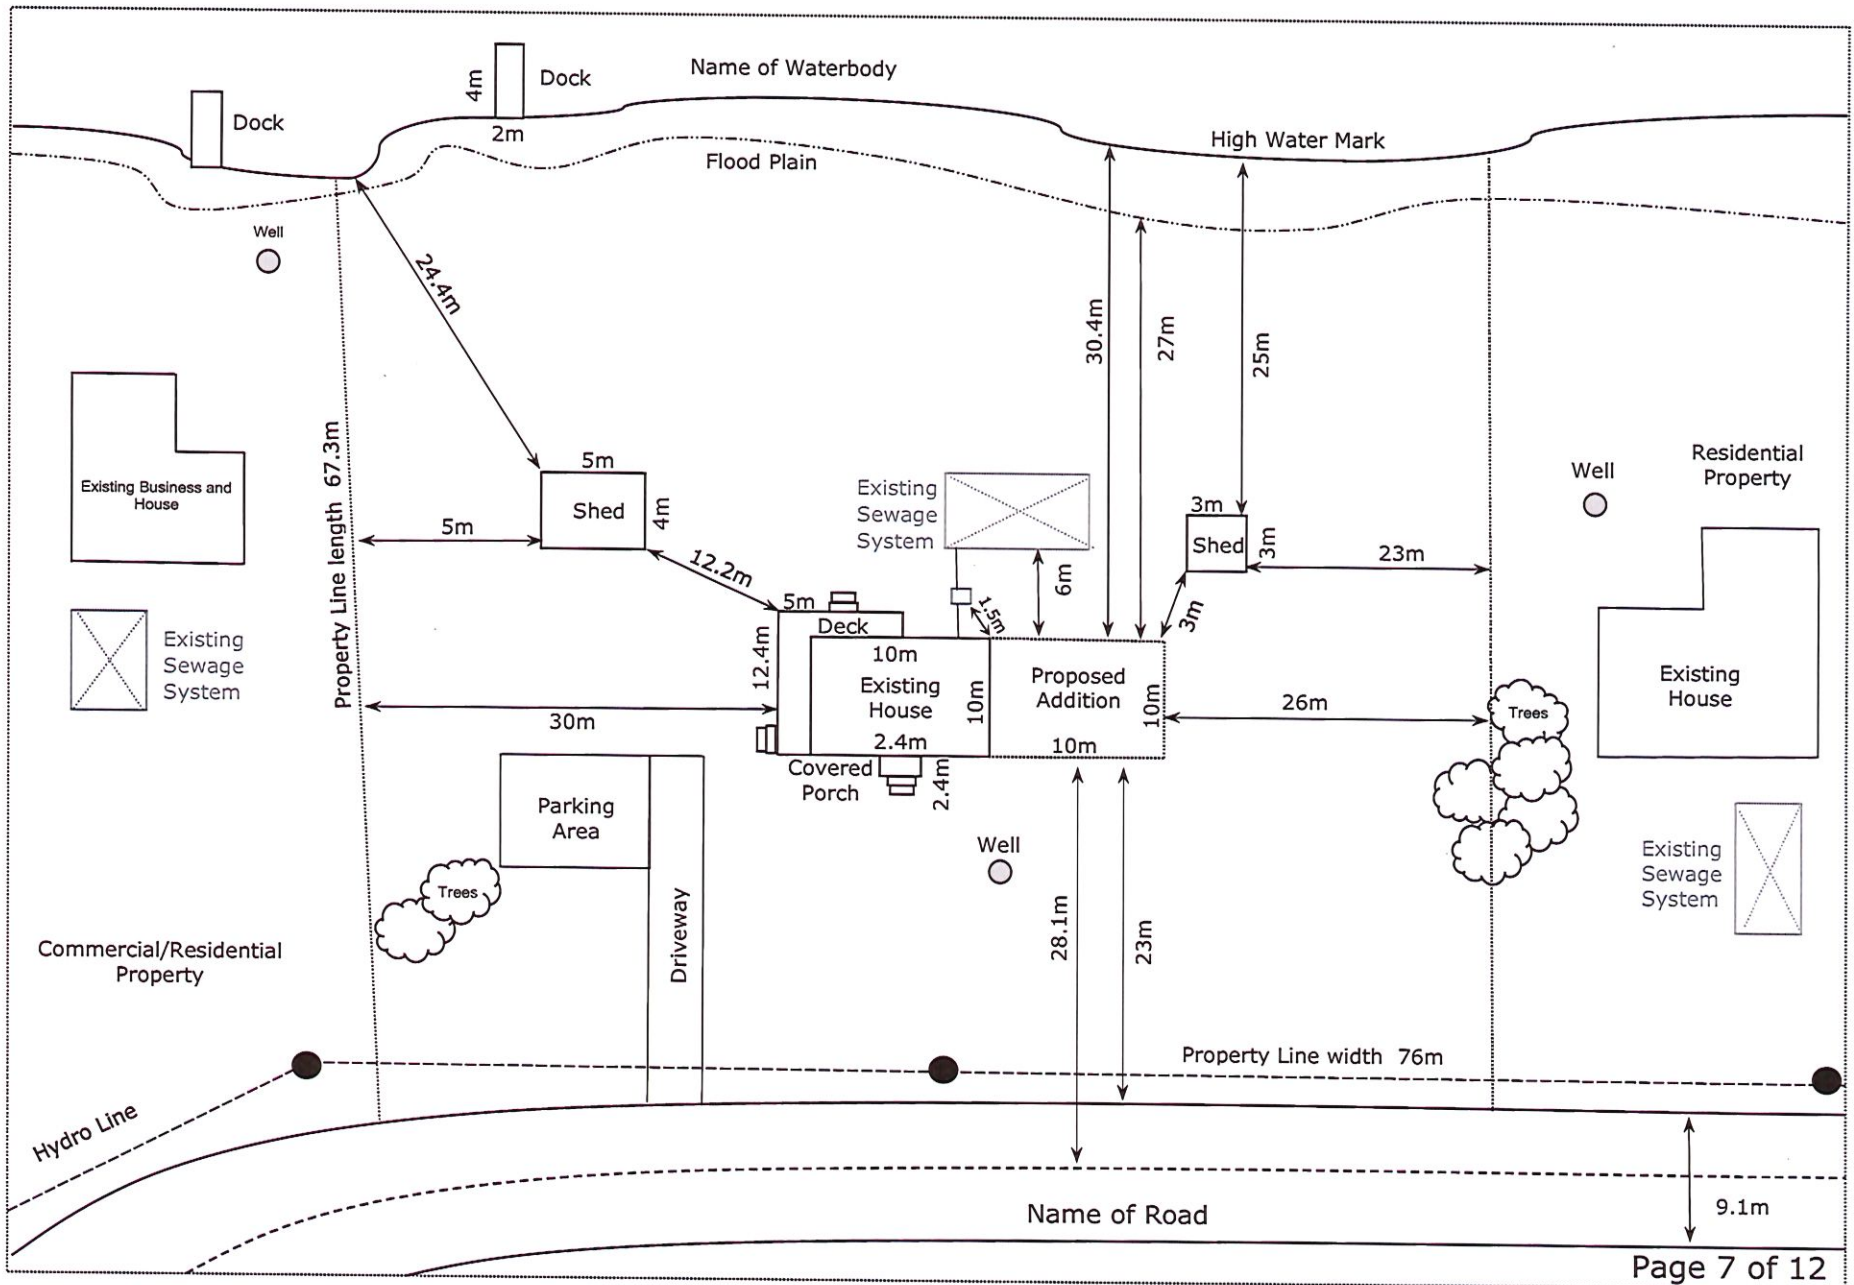 Name of Waterbody
4m
Dock
Dock
2m
High Water Mark
Flood Plain
Well
24.4m
30.4m
27m
25m
Property Line length 67.3m
Existing Business and
House
5m
Shed
4m
5m
12.2m
Existing
Sewage
System
6m
1.5m
3m
Shed
3m
3m
23m
Well
Residential
Property
Existing
Sewage
System
5m
Deck
12.4m
10m
Existing
House
10m
2.4m
Proposed
Addition
10m
10m
30m
26m
Trees
Existing
House
Covered
Porch
2.4m
Parking
Area
Well
Trees
Driveway
28.1m
23m
Existing
Sewage
System
Commercial/Residential
Property
Property Line width 76m
Hydro Line
Name of Road
9.1m
Page 7 of 12